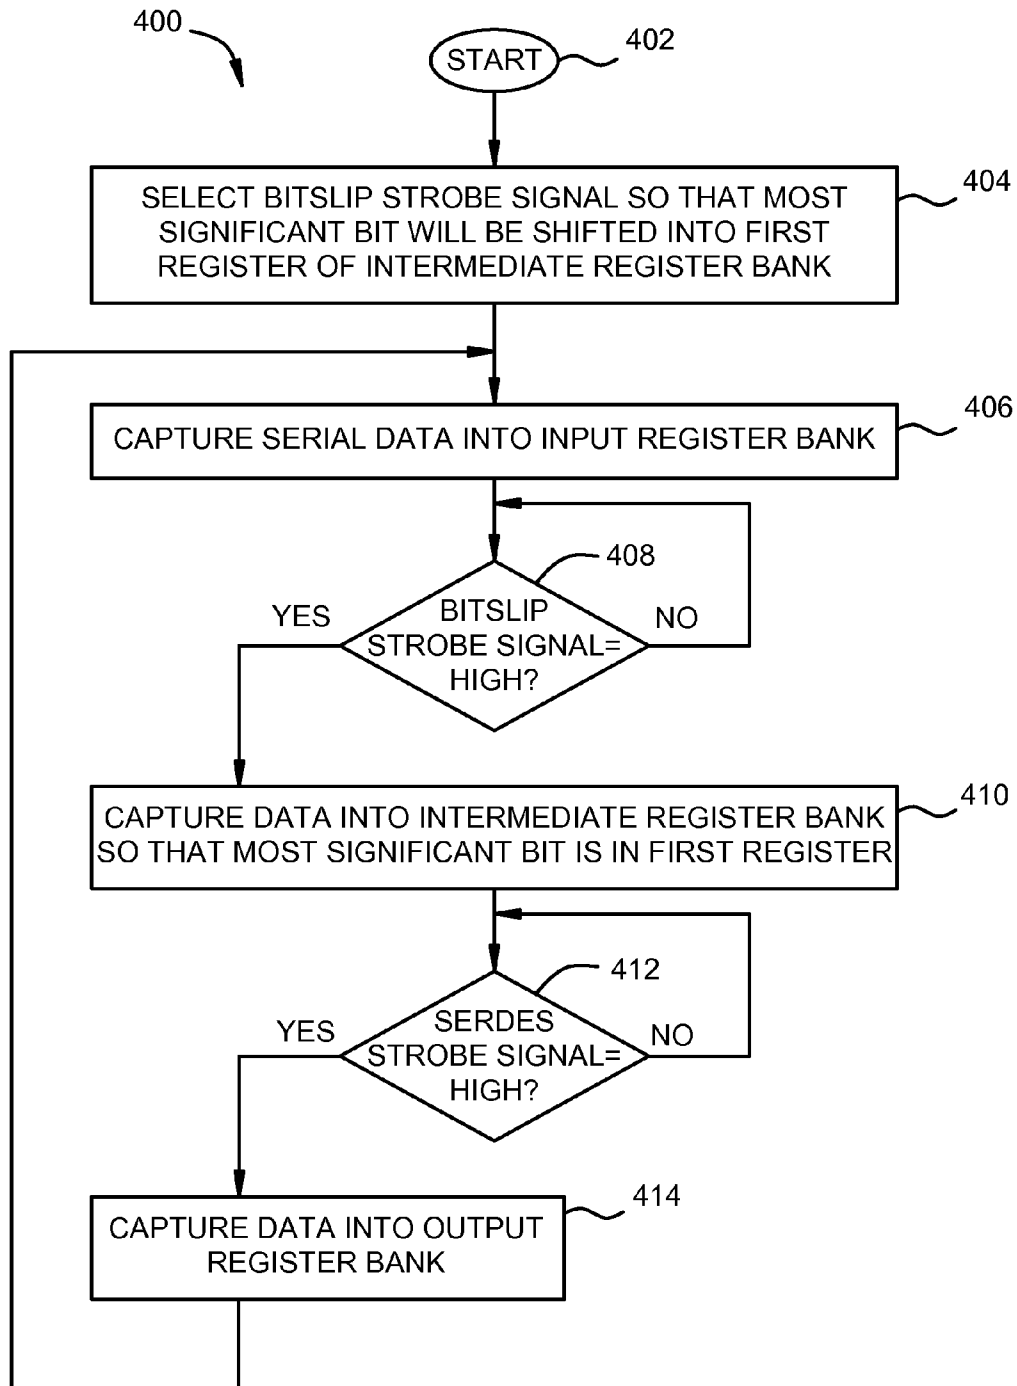 400
START
402
SELECT BITSLIP STROBE SIGNAL SO THAT MOST
SIGNIFICANT BIT WILL BE SHIFTED INTO FIRST
REGISTER OF INTERMEDIATE REGISTER BANK
404
CAPTURE SERIAL DATA INTO INPUT REGISTER BANK
406
408
YES
BITSLIP
STROBE SIGNAL=
HIGH?
NO
CAPTURE DATA INTO INTERMEDIATE REGISTER BANK
SO THAT MOST SIGNIFICANT BIT IS IN FIRST REGISTER
410
412
YES
SERDES
STROBE SIGNAL=
HIGH?
NO
CAPTURE DATA INTO OUTPUT
REGISTER BANK
414